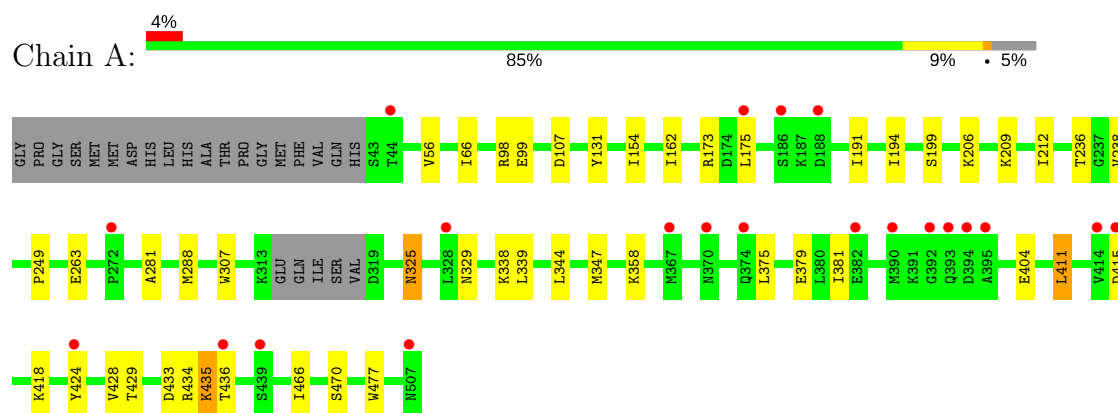 4%
Chain A:
85% 9% • 5%
GLY PRO GLY SER MET MET ASP HIS LEU HIS ALA THR PRO GLY MET PHE VAL GLN HIS S43 T44 V56 I66 R98 E99 D107 Y131 I154 I162 R173 D174 L175 S186 K187 D188 I191 I194 S199 K206 K209 I212 T236 G237
P249 E263 P272 A281 M288 W307 K313 GLU GLN ILE SER VAL D319 N325 L328 N329 K338 L339 L344 M347 K358 M367 N370 Q374 L375 E379 L380 I381 E382 M390 K391 G392 Q393 D394 A395 E404 L411 V414
K418 Y424 V428 T429 D433 R434 K435 T436 S439 I466 S470 W477 N507